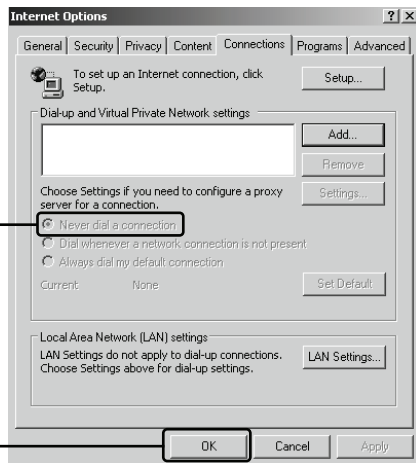 Internet Options
General Security Privacy Content Connections Programs Advanced
To set up an Internet connection, click
Setup.
Setup...
Dial-up and Virtual Private Network settings
Add...
Remove
Choose Settings if you need to configure a proxy
server for a connection.
Settings...
Never dial a connection
Dial whenever a network connection is not present
Always dial my default connection
Current None
Set Default
Local Area Network (LAN) settings
LAN Settings do not apply to dial-up connections.
Choose Settings above for dial-up settings.
LAN Settings...
OK Cancel Apply